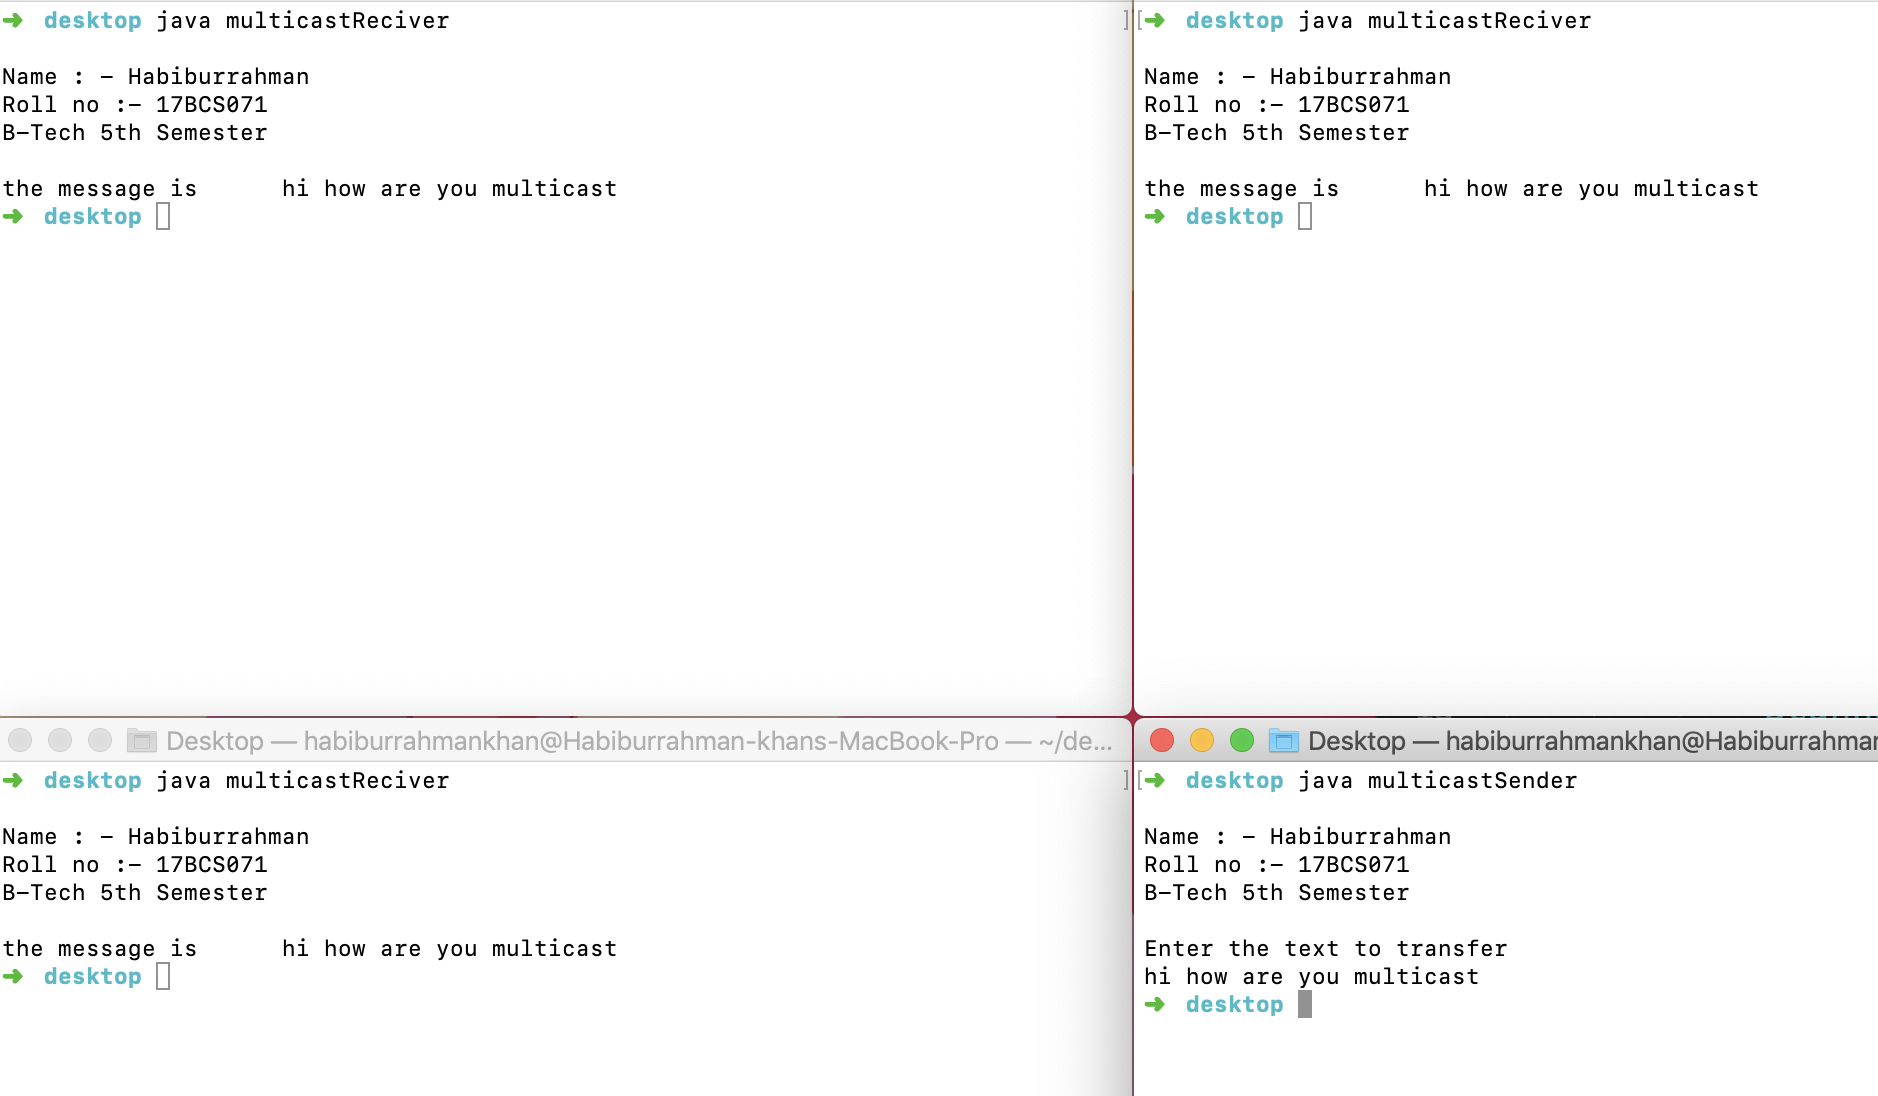 ➜ desktop java multicastReciver
Name : - Habiburrahman
Roll no :- 17BCS071
B-Tech 5th Semester
the message is hi how are you multicast
➜ desktop
➜ desktop java multicastReciver
Name : - Habiburrahman
Roll no :- 17BCS071
B-Tech 5th Semester
the message is hi how are you multicast
➜ desktop
Desktop — habiburrahmankhan@Habiburrahman-khans-MacBook-Pro — ~/de...
➜ desktop java multicastReciver
Name : - Habiburrahman
Roll no :- 17BCS071
B-Tech 5th Semester
the message is hi how are you multicast
➜ desktop
Desktop — habiburrahmankhan@Habiburrahman
➜ desktop java multicastSender
Name : - Habiburrahman
Roll no :- 17BCS071
B-Tech 5th Semester
Enter the text to transfer
hi how are you multicast
➜ desktop